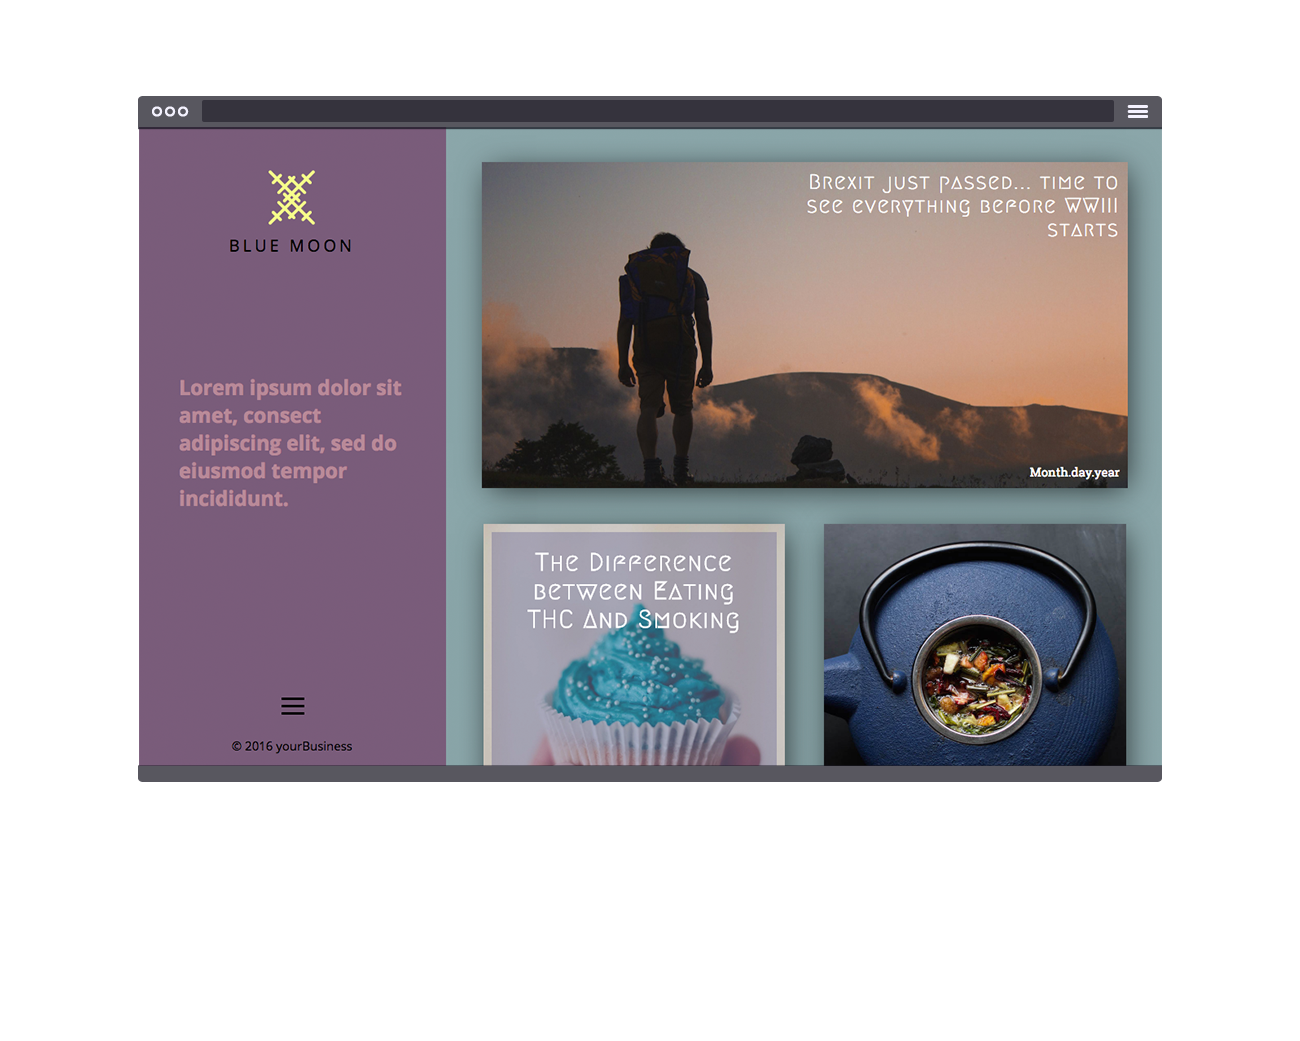 BLUE MOON
Lorem ipsum dolor sit
amet, consect
adipiscing elit, sed do
eiusmod tempor
incididunt.
© 2016 yourBusiness
Brexit just passed... time to
see everything before WWIII
starts
Month.day.year
The Difference
between Eating
THC And Smoking